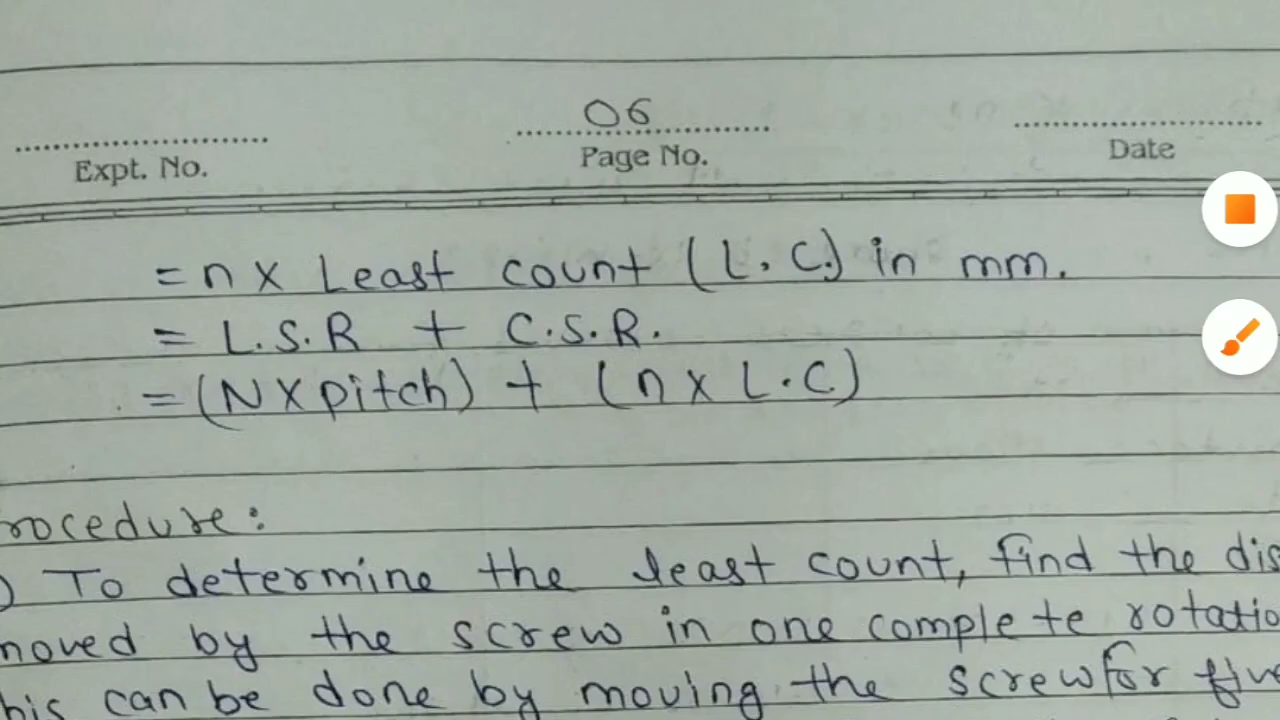 06
Expt. No. Page No. Date
= n x Least count (L. C.) in mm.
= L.S.R + C.S.R.
= (N x pitch) + (n x L.C)
rocedure:
) To determine the least count, find the dis
moved by the screw in one complete rotatio
his can be done by moving the screw for five